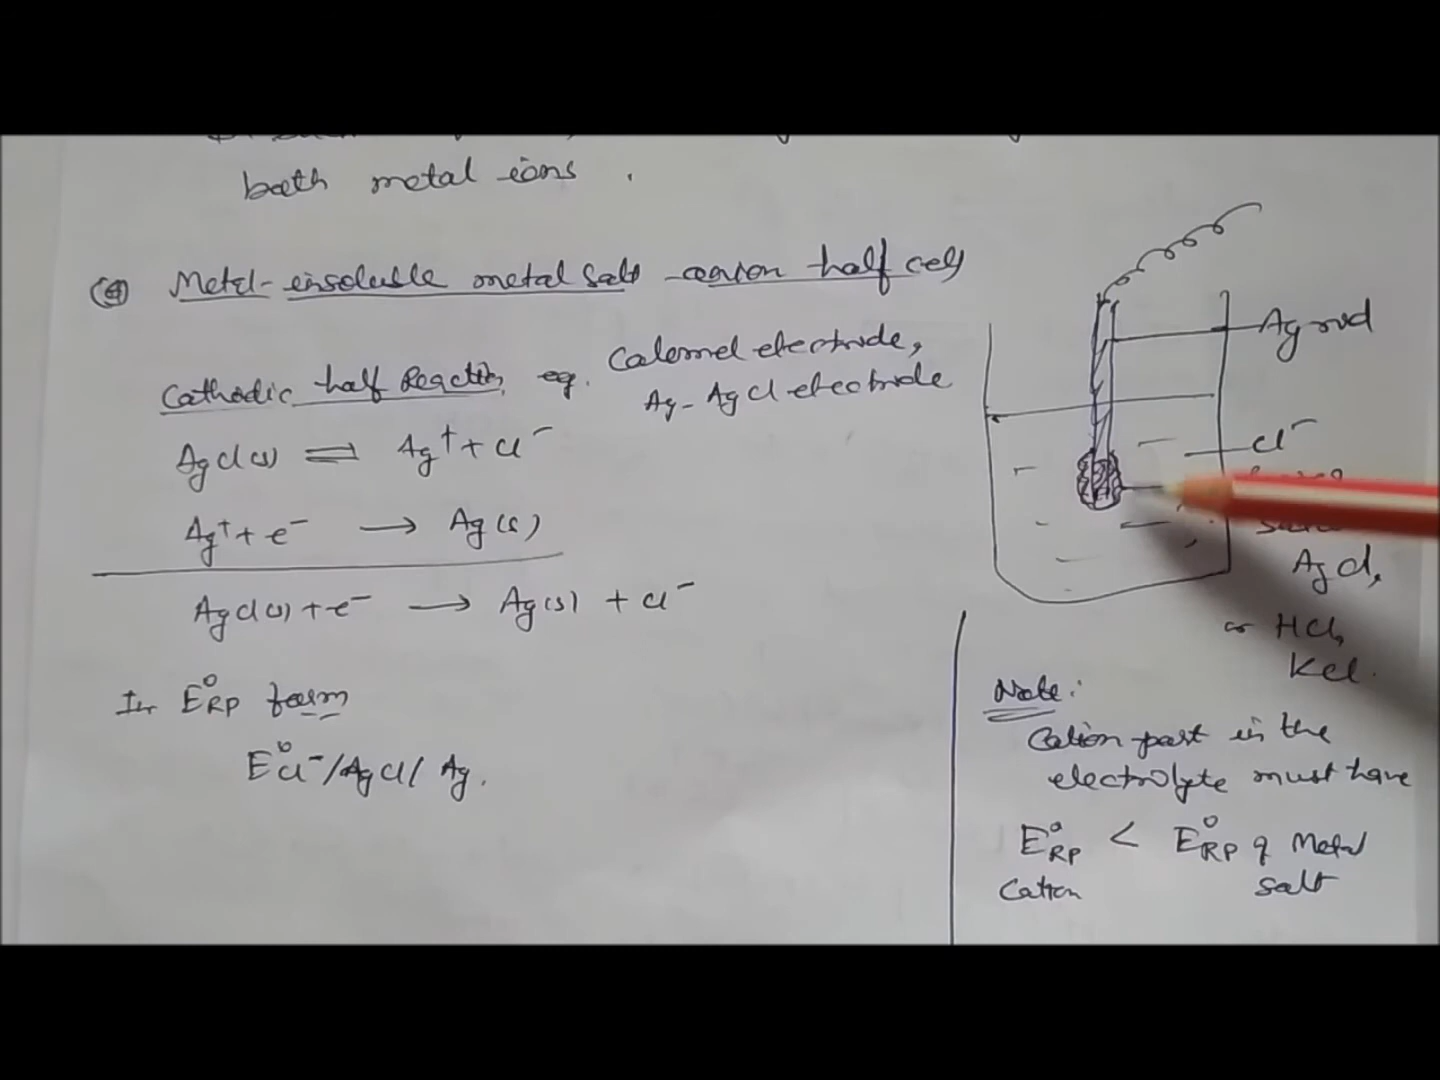 both metal ions .
(4) Metal-insoluble metal salt -anion half cell
Cathodic half Reaction eg. Calomel electrode,
Ag - AgCl electrode
AgCl(s) ⇌ Ag⁺ + Cl⁻
Ag⁺ + e⁻ → Ag(s)
AgCl(s) + e⁻ → Ag(s) + Cl⁻
In E°RP form
E°Cl⁻/AgCl/ Ag.
Ag rod
Cl⁻
AgCl,
or HCl,
KCl.
Note:
Cation part in the
electrolyte must have
E°RP < E°RP of Metal
Cation salt